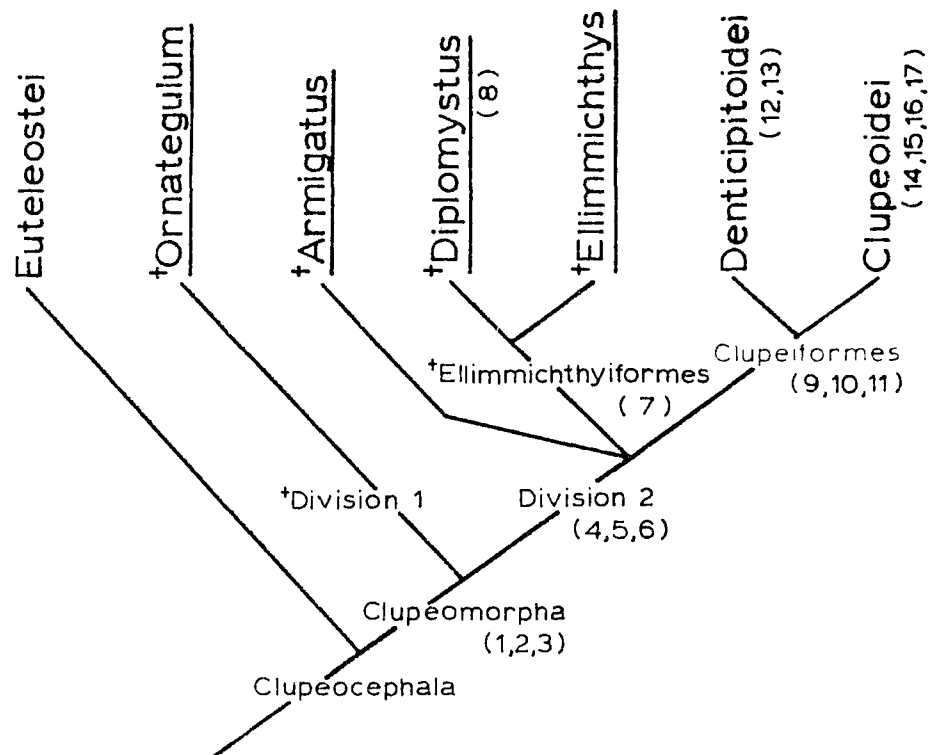 Euteleostei
†Ornategulum
†Armigatus
†Diplomystus
(8)
†Ellimmichthys
Denticipitoidei
(12,13)
Clupeoidei
(14,15,16,17)
Clupeiformes
(9,10,11)
†Ellimmichthyiformes
(7)
†Division 1
Division 2
(4,5,6)
Clupeomorpha
(1,2,3)
Clupeocephala